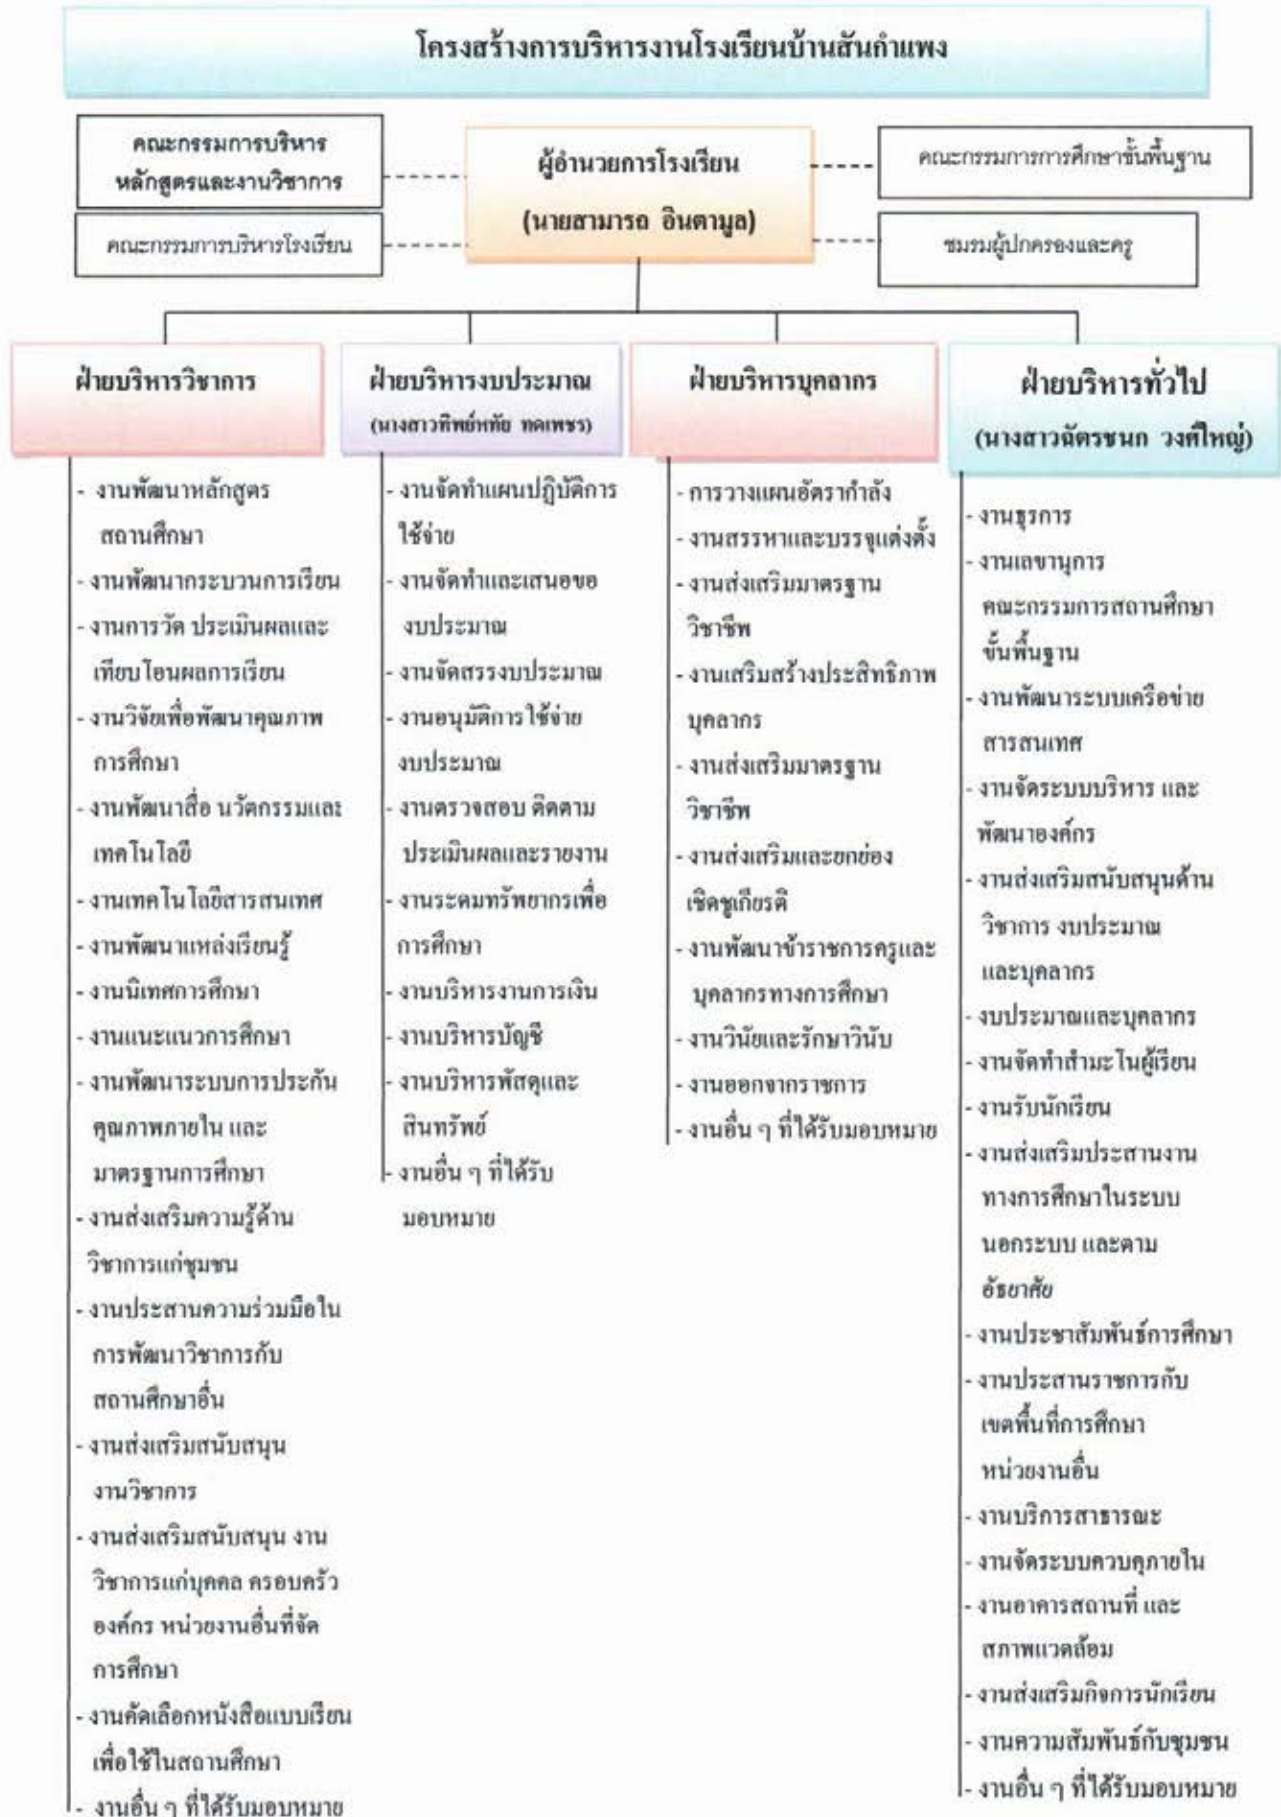 โครงสร้างการบริหารงานโรงเรียนบ้านสันกำแพง
คณะกรรมการบริหาร
หลักสูตรและงานวิชาการ
คณะกรรมการบริหารโรงเรียน
ผู้อำนวยการโรงเรียน
(นายสามารถ อินตามูล)
คณะกรรมการการศึกษาขั้นพื้นฐาน
ชมรมผู้ปกครองและครู
ฝ่ายบริหารวิชาการ
- งานพัฒนาหลักสูตร
สถานศึกษา
- งานพัฒนากระบวนการเรียน
- งานการวัด ประเมินผลและ
เทียบโอนผลการเรียน
- งานวิจัยเพื่อพัฒนาคุณภาพ
การศึกษา
- งานพัฒนาสื่อ นวัตกรรมและ
เทคโนโลยี
- งานเทคโนโลยีสารสนเทศ
- งานพัฒนาแหล่งเรียนรู้
- งานนิเทศการศึกษา
- งานแนะแนวการศึกษา
- งานพัฒนาระบบการประกัน
คุณภาพภายใน และ
มาตรฐานการศึกษา
- งานส่งเสริมความรู้ด้าน
วิชาการแก่ชุมชน
- งานประสานความร่วมมือใน
การพัฒนาวิชาการกับ
สถานศึกษาอื่น
- งานส่งเสริมสนับสนุน
งานวิชาการ
- งานส่งเสริมสนับสนุน งาน
วิชาการแก่บุคคล ครอบครัว
องค์กร หน่วยงานอื่นที่จัด
การศึกษา
- งานคัดเลือกหนังสือแบบเรียน
เพื่อใช้ในสถานศึกษา
- งานอื่น ๆ ที่ได้รับมอบหมาย
ฝ่ายบริหารงบประมาณ
(นางสาวทิพย์หทัย ทดเพชร)
- งานจัดทำแผนปฏิบัติการ
ใช้จ่าย
- งานจัดทำและเสนอขอ
งบประมาณ
- งานจัดสรรงบประมาณ
- งานอนุมัติการใช้จ่าย
งบประมาณ
- งานตรวจสอบ ติดตาม
ประเมินผลและรายงาน
- งานระดมทรัพยากรเพื่อ
การศึกษา
- งานบริหารงานการเงิน
- งานบริหารบัญชี
- งานบริหารพัสดุและ
สินทรัพย์
- งานอื่น ๆ ที่ได้รับ
มอบหมาย
ฝ่ายบริหารบุคลากร
- การวางแผนอัตรากำลัง
- งานสรรหาและบรรจุแต่งตั้ง
- งานส่งเสริมมาตรฐาน
วิชาชีพ
- งานเสริมสร้างประสิทธิภาพ
บุคลากร
- งานส่งเสริมมาตรฐาน
วิชาชีพ
- งานส่งเสริมและยกย่อง
เชิดชูเกียรติ
- งานพัฒนาข้าราชการครูและ
บุคลากรทางการศึกษา
- งานวินัยและรักษาวินับ
- งานออกจากราชการ
- งานอื่น ๆ ที่ได้รับมอบหมาย
ฝ่ายบริหารทั่วไป
(นางสาวฉัตรชนก วงศ์ใหญ่)
- งานธุรการ
- งานเลขานุการ
คณะกรรมการสถานศึกษา
ขั้นพื้นฐาน
- งานพัฒนาระบบเครือข่าย
สารสนเทศ
- งานจัดระบบบริหาร และ
พัฒนาองค์กร
- งานส่งเสริมสนับสนุนด้าน
วิชาการ งบประมาณ
และบุคลากร
- งบประมาณและบุคลากร
- งานจัดทำสำมะโนผู้เรียน
- งานรับนักเรียน
- งานส่งเสริมประสานงาน
ทางการศึกษาในระบบ
นอกระบบ และตาม
อัธยาศัย
- งานประชาสัมพันธ์การศึกษา
- งานประสานราชการกับ
เขตพื้นที่การศึกษา
หน่วยงานอื่น
- งานบริการสาธารณะ
- งานจัดระบบควบคุภายใน
- งานอาคารสถานที่ และ
สภาพแวดล้อม
- งานส่งเสริมกิจการนักเรียน
- งานความสัมพันธ์กับชุมชน
- งานอื่น ๆ ที่ได้รับมอบหมาย